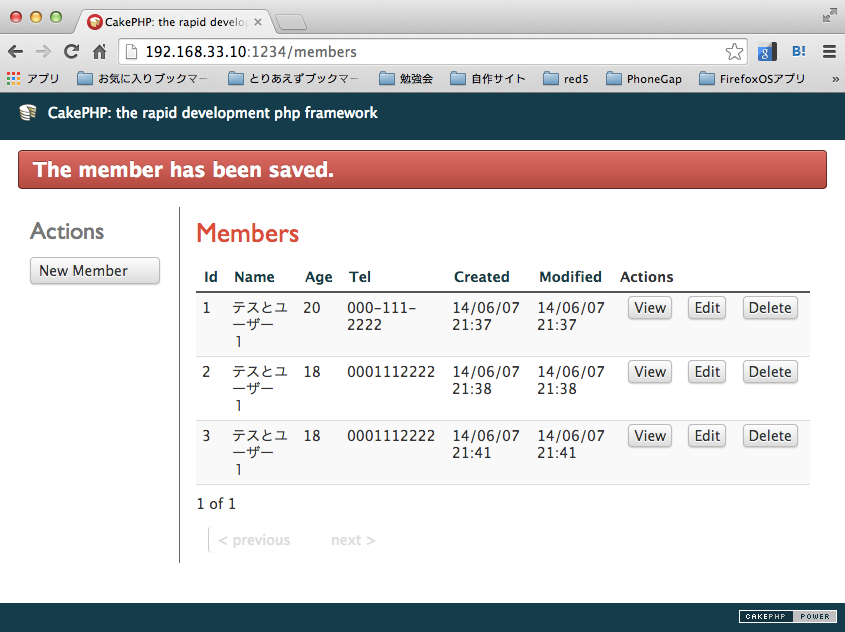 CakePHP: the rapid develo
192.168.33.10:1234/members
アプリ お気に入りブックマー とりあえずブックマー 勉強会 自作サイト red5 PhoneGap FirefoxOSアプリ »
CakePHP: the rapid development php framework
The member has been saved.
Actions
New Member
Members
Id Name Age Tel Created Modified Actions
1 テスとユ 20 000-111- 14/06/07 14/06/07 View Edit Delete
ーザー 2222 21:37 21:37
1
2 テスとユ 18 0001112222 14/06/07 14/06/07 View Edit Delete
ーザー 21:38 21:38
1
3 テスとユ 18 0001112222 14/06/07 14/06/07 View Edit Delete
ーザー 21:41 21:41
1
1 of 1
< previous next >
CAKEPHP POWER